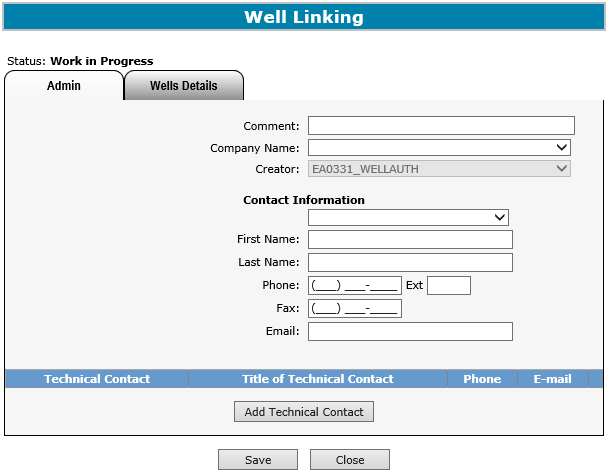 Well Linking
Status: Work in Progress
Admin Wells Details
Comment:
Company Name:
Creator: EA0331_WELLAUTH
Contact Information
First Name:
Last Name:
Phone: (___) ___-____ Ext
Fax: (___) ___-____
Email:
Technical Contact Title of Technical Contact Phone E-mail
Add Technical Contact
Save Close